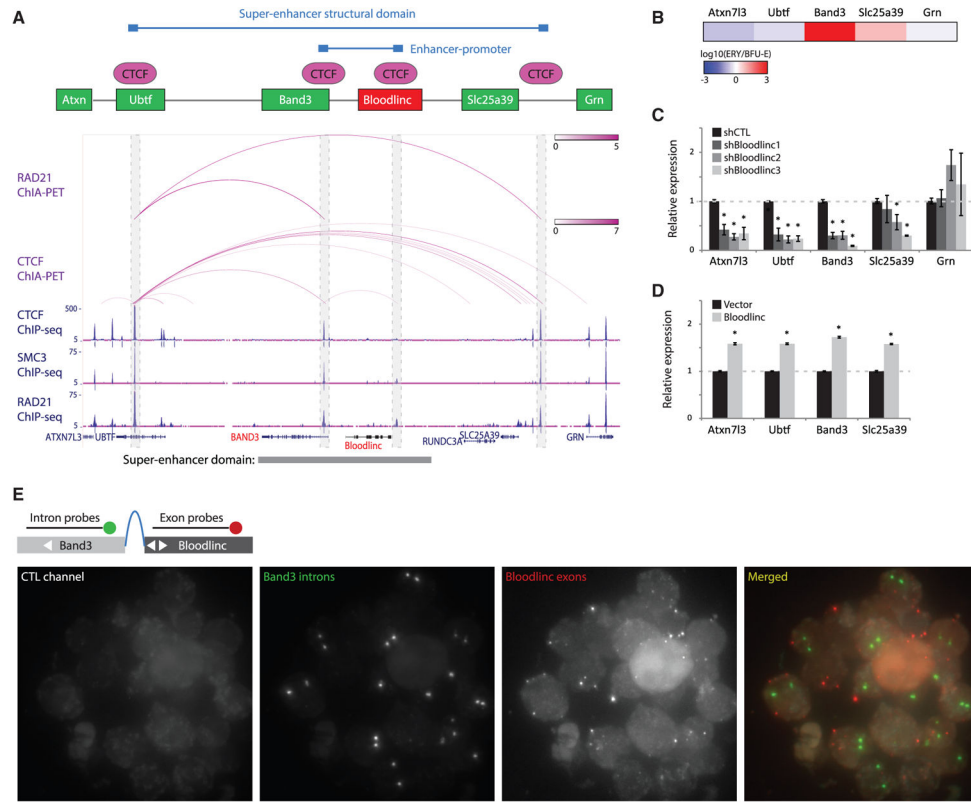 A
Super-enhancer structural domain
Enhancer-promoter
CTCF CTCF CTCF CTCF
Atxn Ubtf Band3 Bloodlinc Slc25a39 Grn
0 5
RAD21
ChIA-PET
0 7
CTCF
ChIA-PET
CTCF
ChIP-seq
500
5
SMC3
ChIP-seq
75
5
RAD21
ChIP-seq
75
5
ATXN7L3 UBTF BAND3 Bloodlinc RUNDC3A SLC25A39 GRN
Super-enhancer domain:
B
Atxn7l3 Ubtf Band3 Slc25a39 Grn
log10(ERY/BFU-E)
-3 0 3
C
shCTL
shBloodlinc1
shBloodlinc2
shBloodlinc3
Relative expression
2
1
0
* * * * * * * * * * *
Atxn7l3 Ubtf Band3 Slc25a39 Grn
D
Vector
Bloodlinc
Relative expression
2
1
0
* * * *
Atxn7l3 Ubtf Band3 Slc25a39
E
Intron probes Exon probes
Band3 Bloodlinc
CTL channel Band3 introns Bloodlinc exons Merged